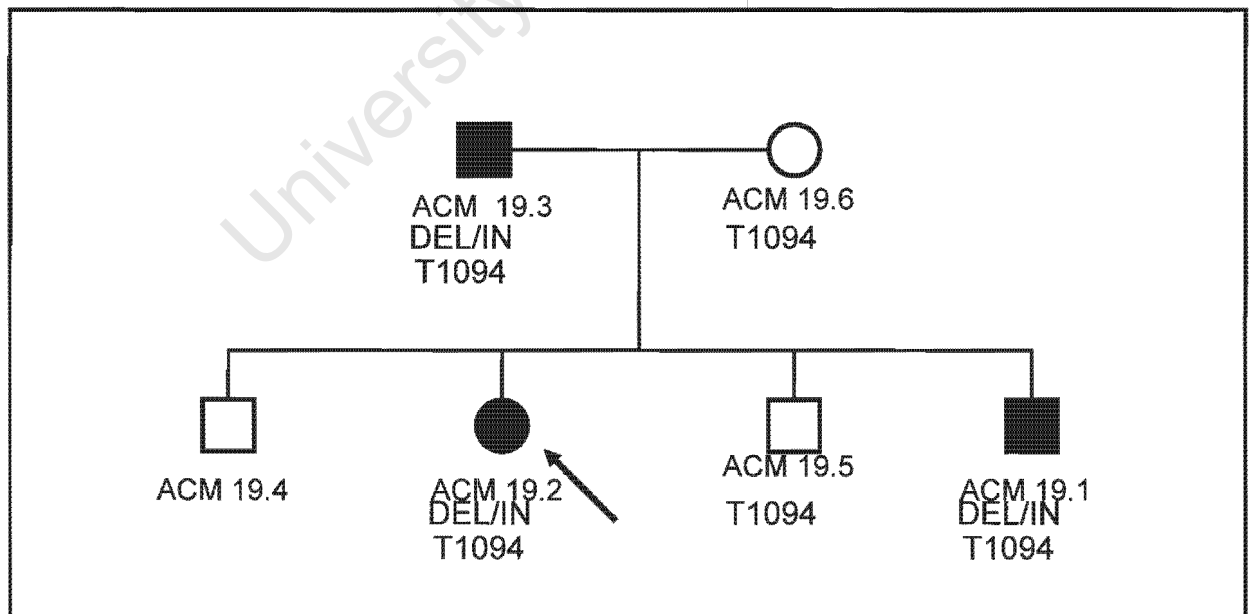 University
ACM 19.3
DEL/IN
T1094
ACM 19.6
T1094
ACM 19.4
ACM 19.2
DEL/IN
T1094
ACM 19.5
T1094
ACM 19.1
DEL/IN
T1094